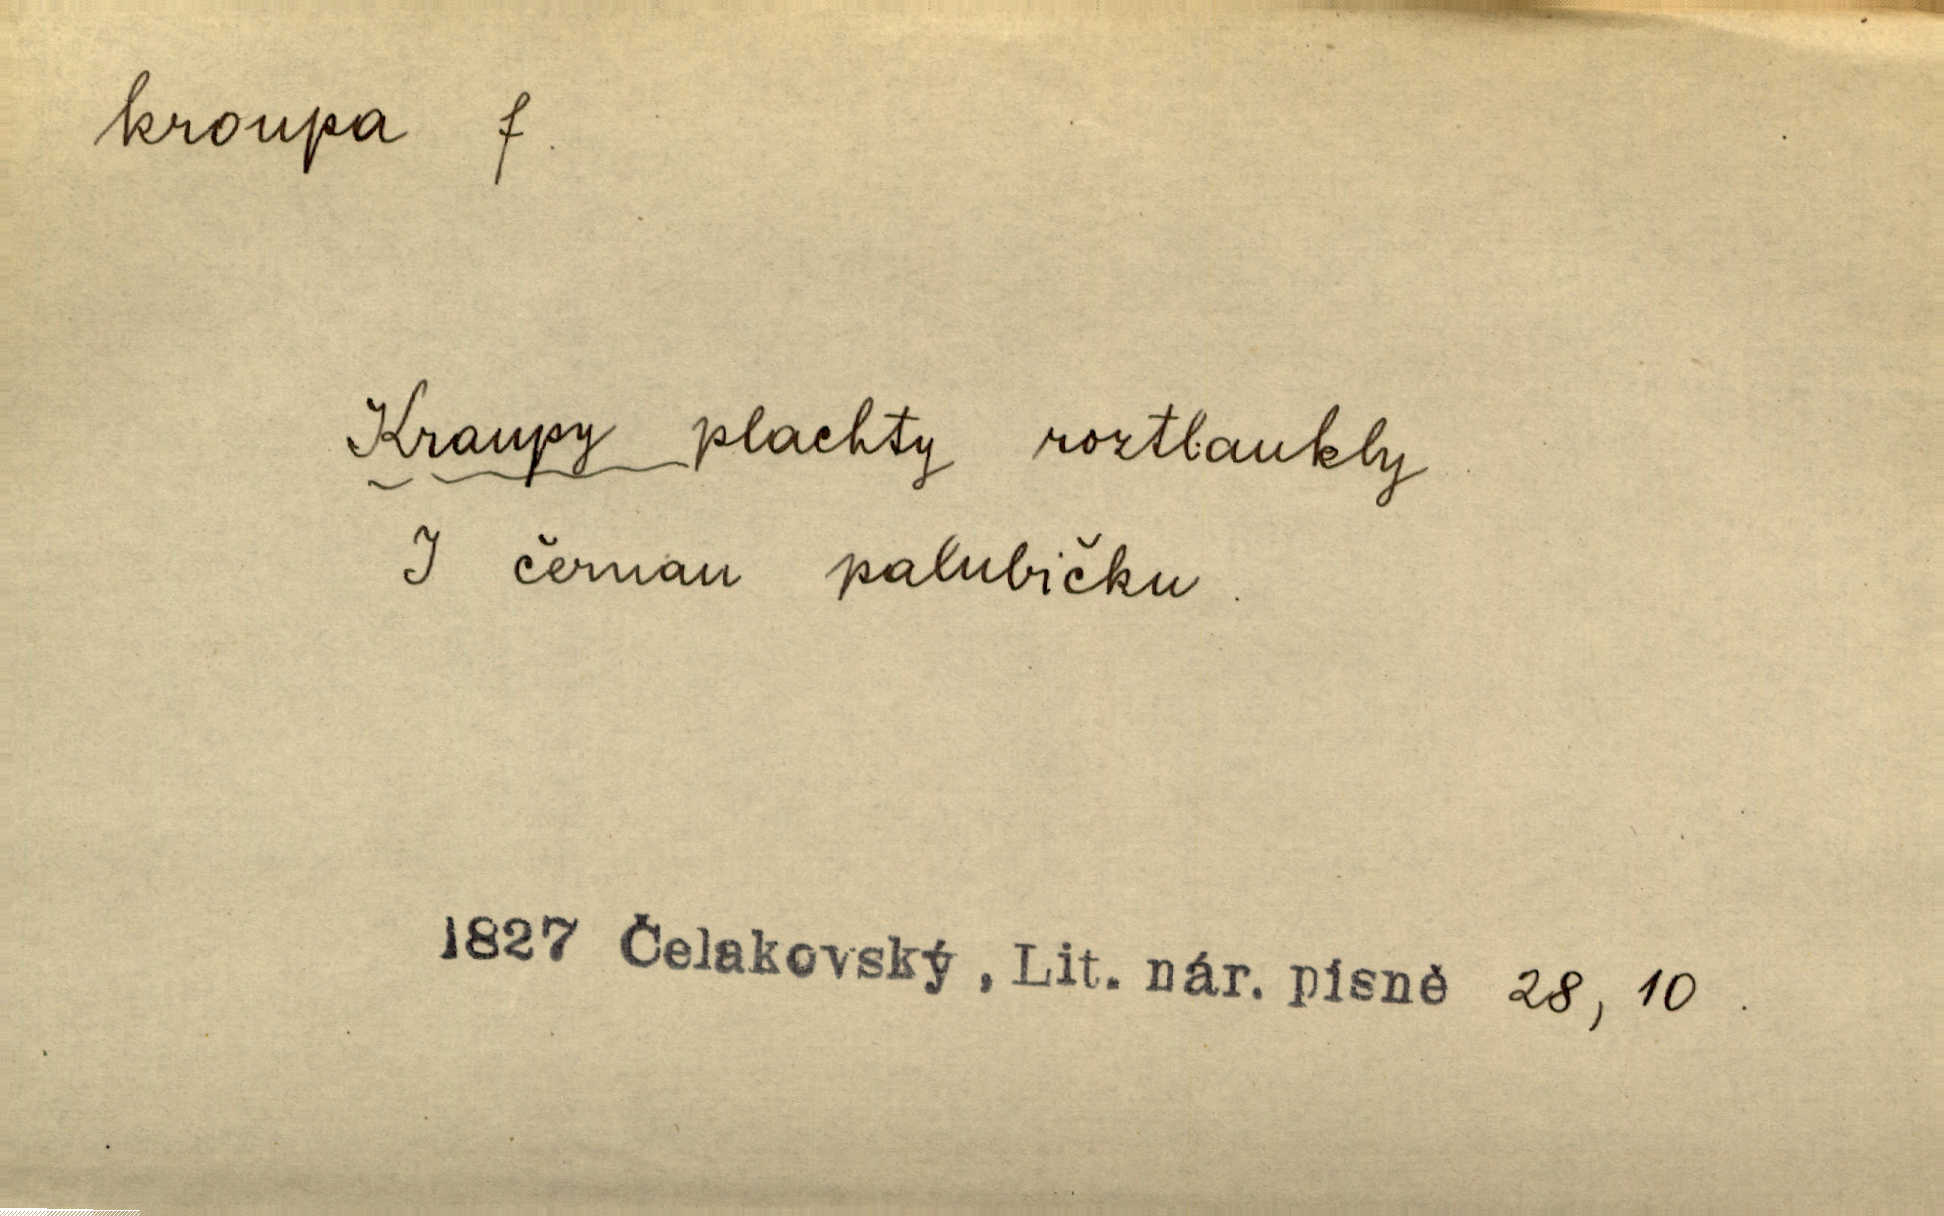 kroupa f.
Kraupy plachty roztlaukly
I černau palubičku.
1827 Čelakovský, Lit. nár. písně 28, 10.